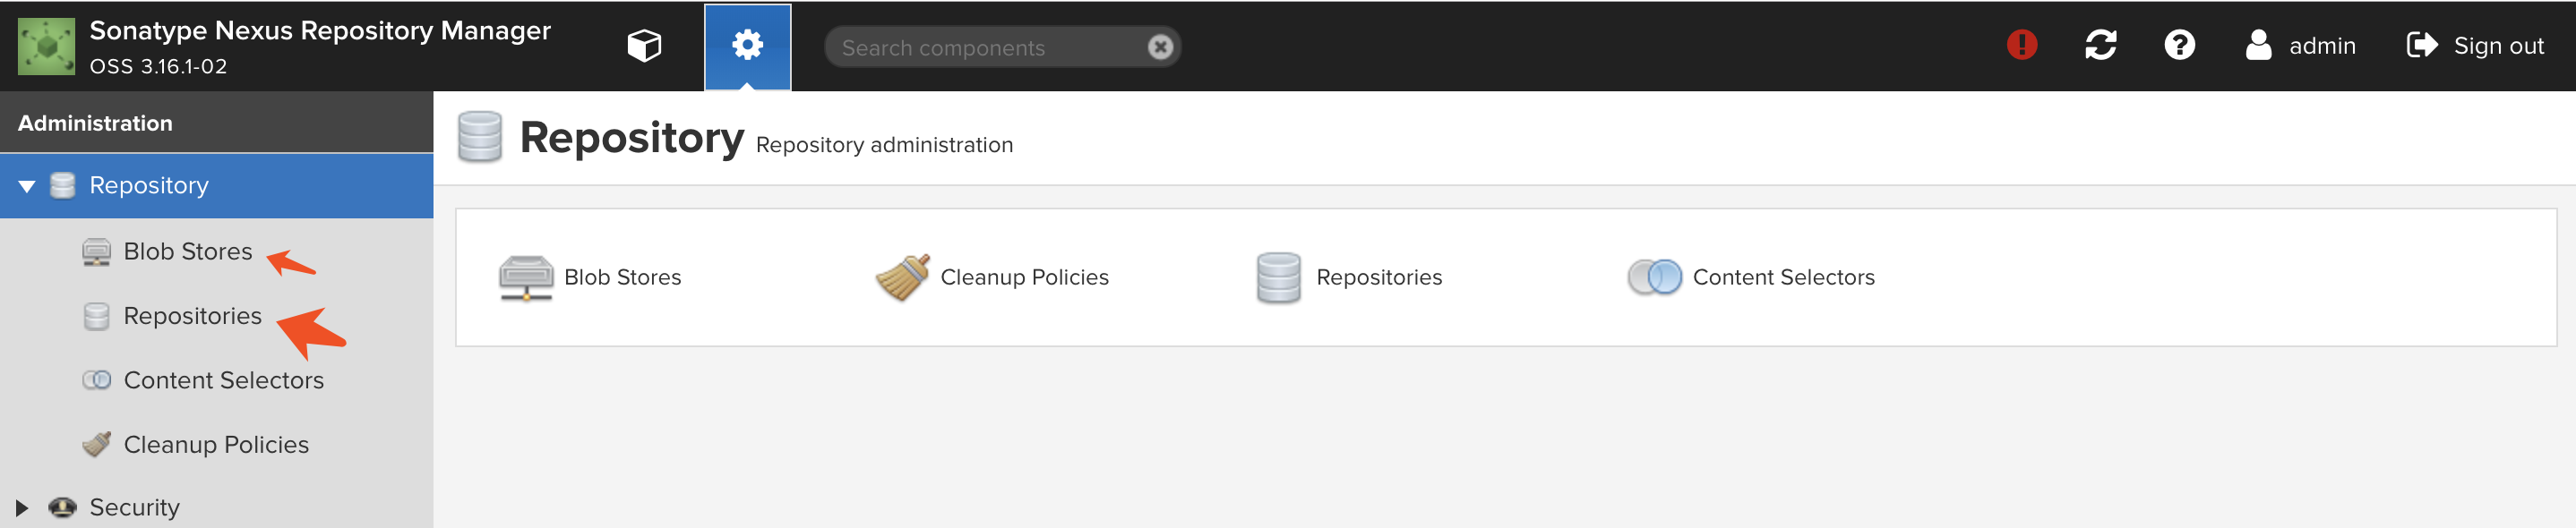 Sonatype Nexus Repository Manager
OSS 3.16.1-02
Search components
admin
Sign out
Administration
Repository
Blob Stores
Repositories
Content Selectors
Cleanup Policies
Security
Repository Repository administration
Blob Stores
Cleanup Policies
Repositories
Content Selectors